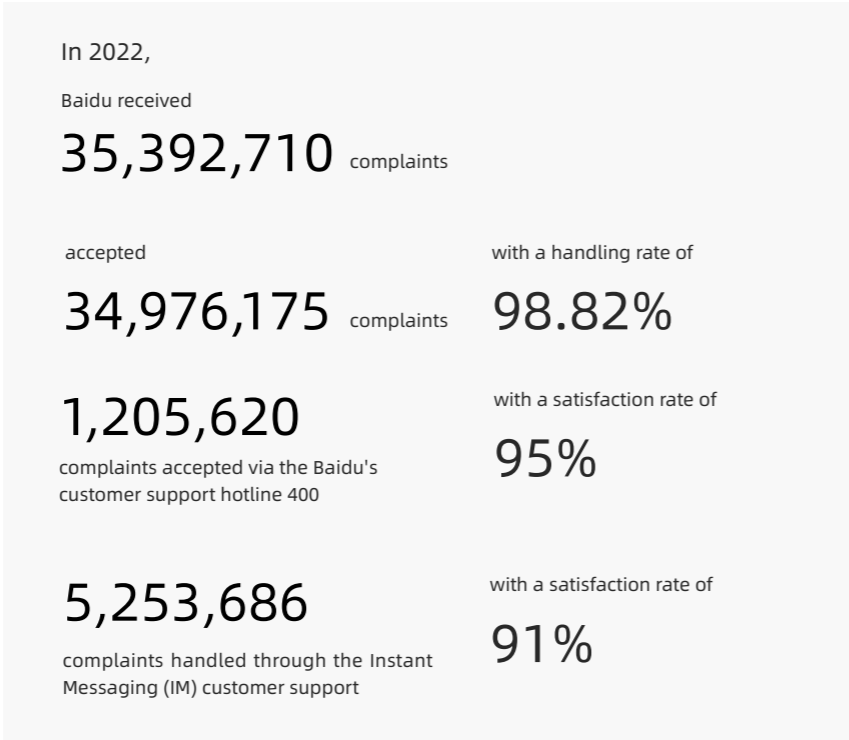 In 2022,
Baidu received
35,392,710 complaints
accepted
34,976,175 complaints
with a handling rate of
98.82%
1,205,620
complaints accepted via the Baidu's
customer support hotline 400
with a satisfaction rate of
95%
5,253,686
complaints handled through the Instant
Messaging (IM) customer support
with a satisfaction rate of
91%